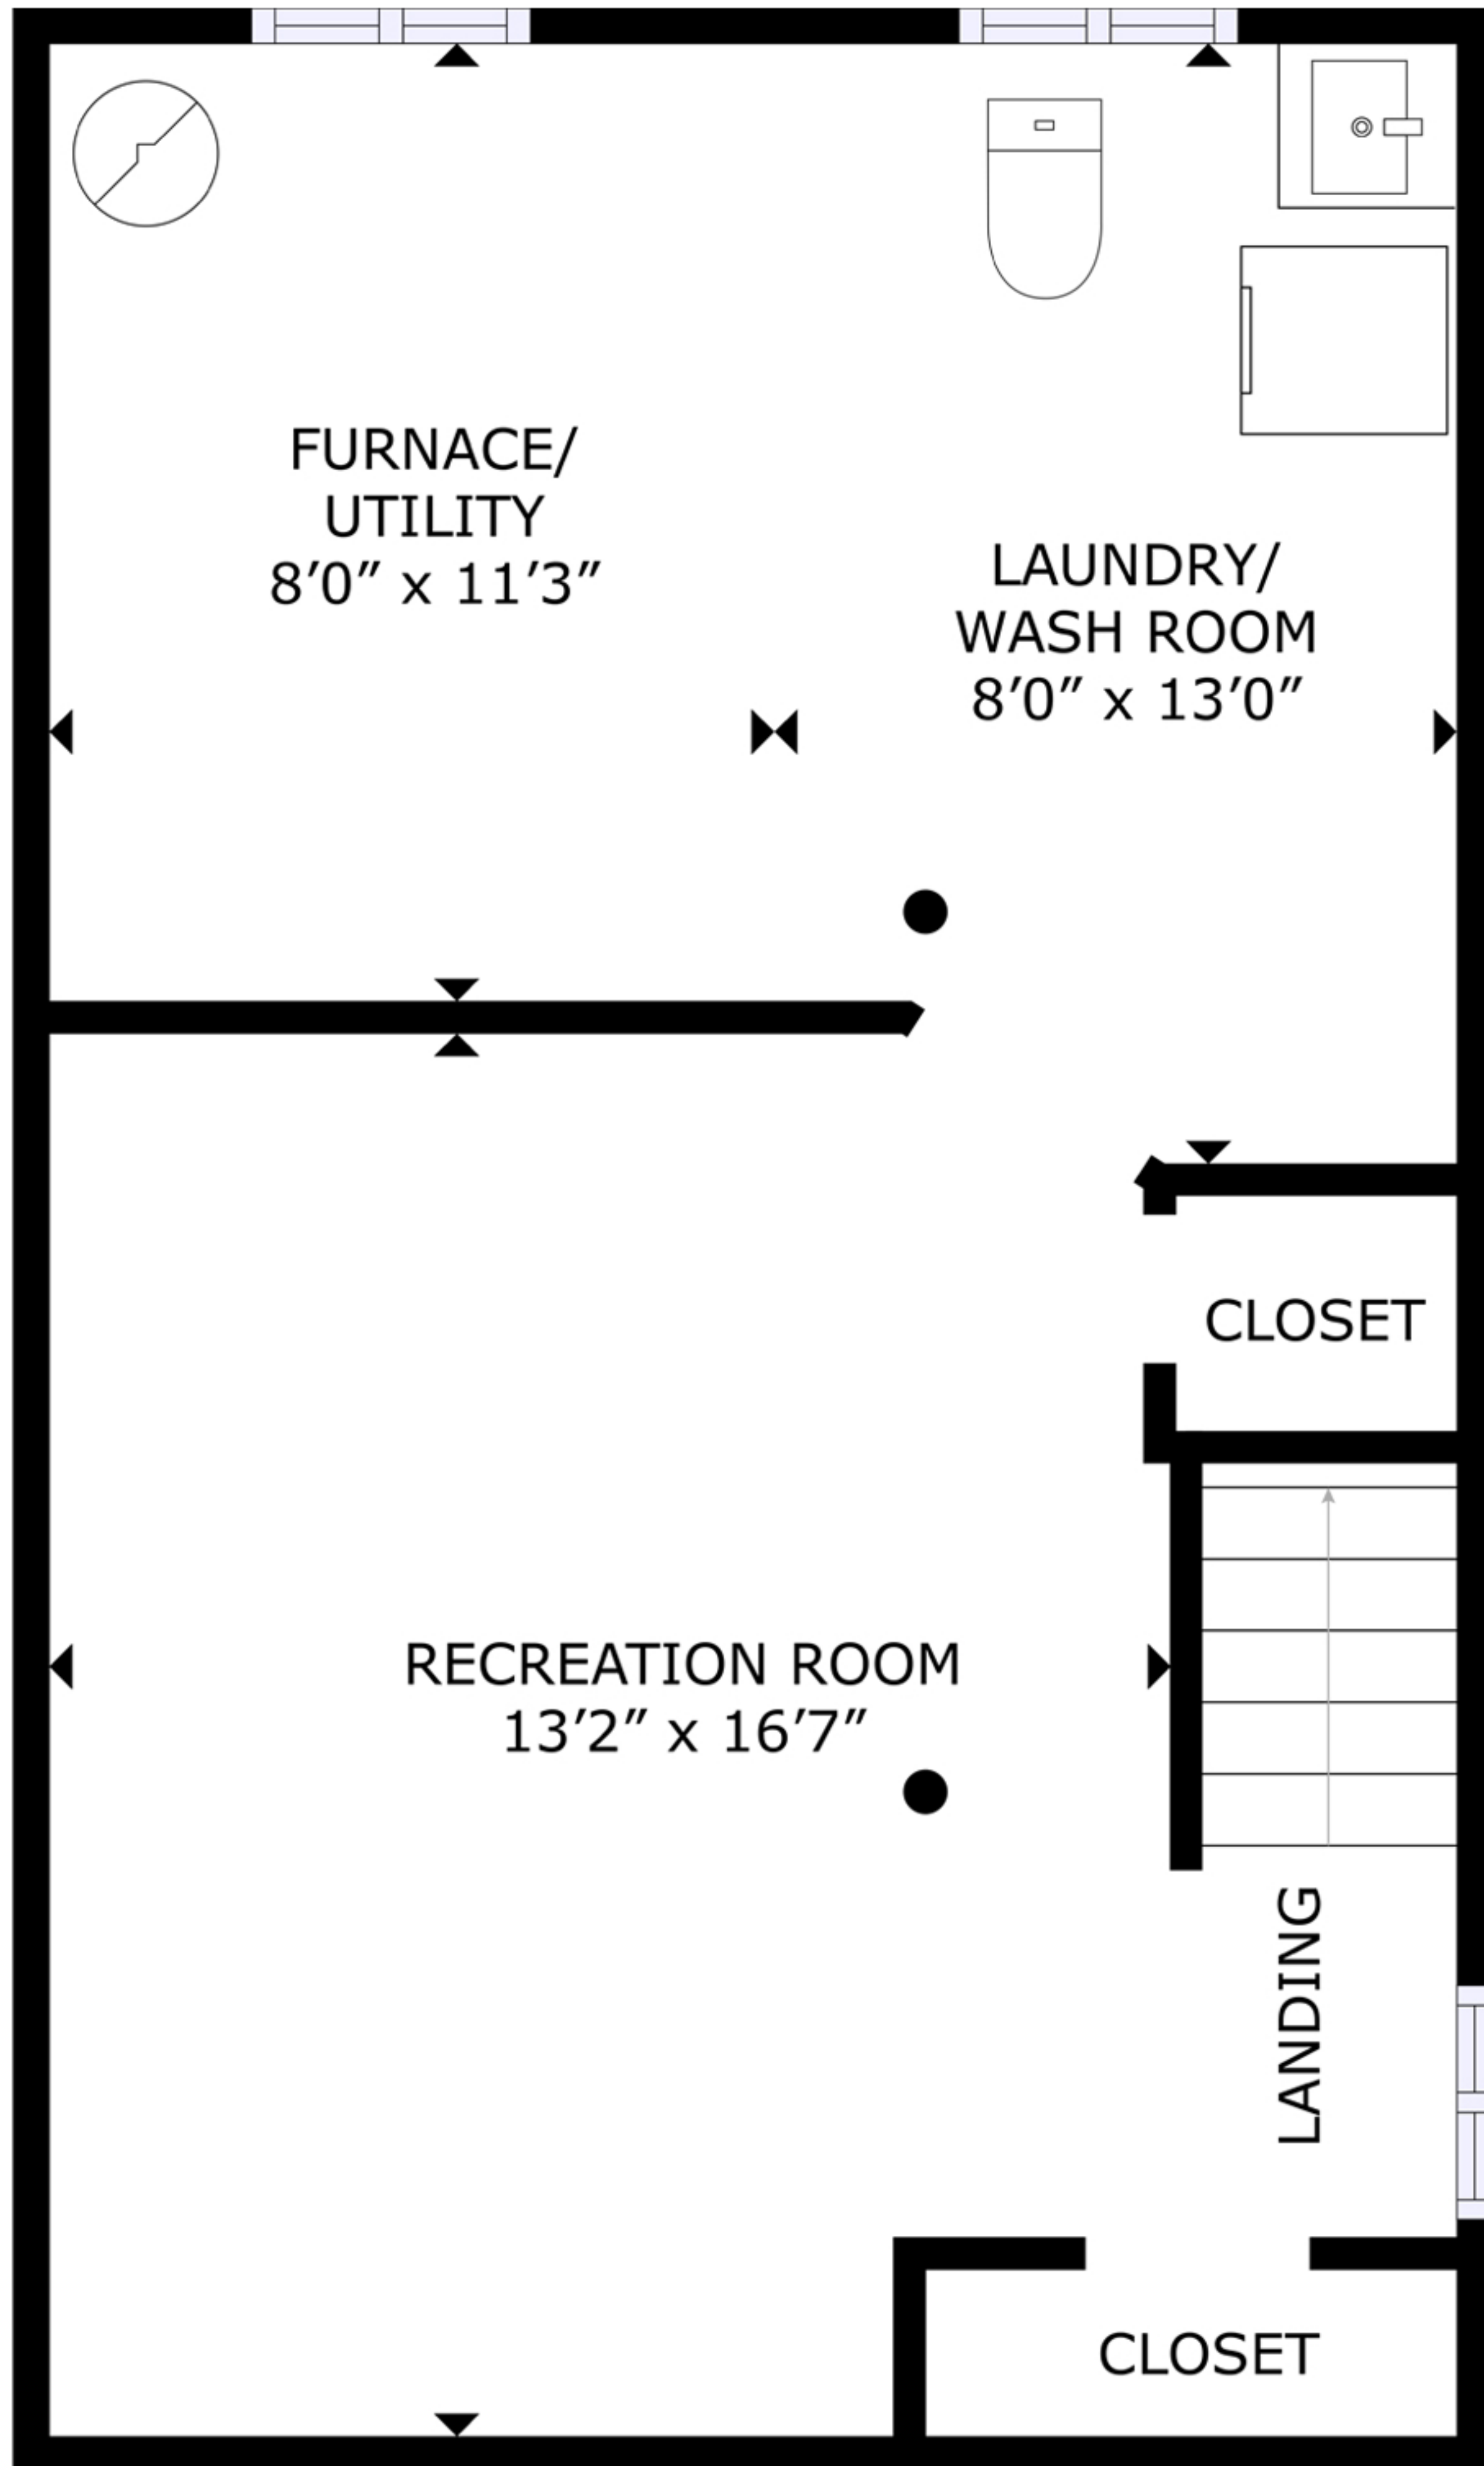 FURNACE/
UTILITY
8′0″ x 11′3″
LAUNDRY/
WASH ROOM
8′0″ x 13′0″
CLOSET
RECREATION ROOM
13′2″ x 16′7″
LANDING
CLOSET